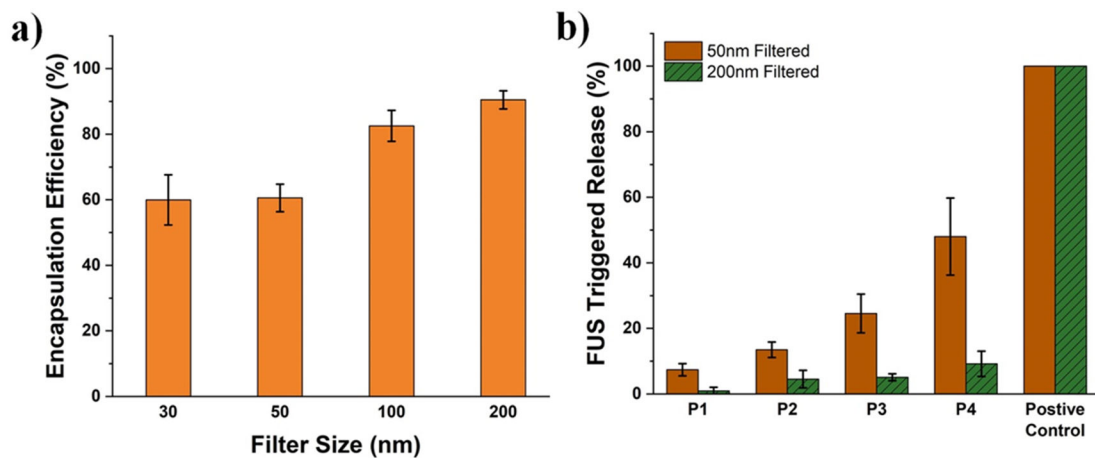 a)
Encapsulation Efficiency (%)
100
80
60
40
20
0
30 50 100 200
Filter Size (nm)
b)
FUS Triggered Release (%)
50nm Filtered
200nm Filtered
100
80
60
40
20
0
P1 P2 P3 P4 Postive
Control